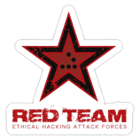 RED TEAM
ETHICAL HACKING ATTACK FORCES